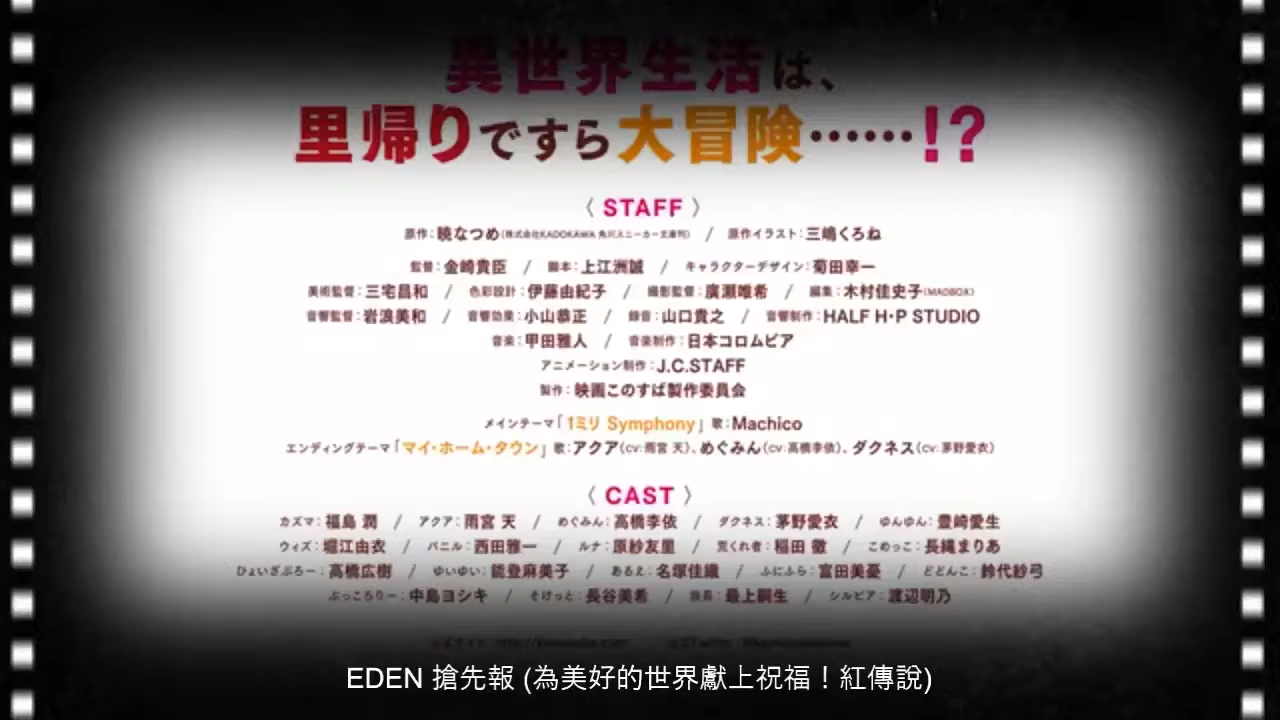 異世界生活は、
里帰りですら大冒険……!?
〈 STAFF 〉
原作：暁なつめ(株式会社KADOKAWA 角川スニーカー文庫刊) / 原作イラスト：三嶋くろね
監督：金崎貴臣 / 脚本：上江洲誠 / キャラクターデザイン：菊田幸一
美術監督：三宅昌和 / 色彩設計：伊藤由紀子 / 撮影監督：廣瀬唯希 / 編集：木村佳史子(MADBOX)
音響監督：岩浪美和 / 音響効果：小山恭正 / 録音：山口貴之 / 音響制作：HALF H・P STUDIO
音楽：甲田雅人 / 音楽制作：日本コロムビア
アニメーション制作：J.C.STAFF
製作：映画このすば製作委員会
メインテーマ「1ミリ Symphony」歌：Machico
エンディングテーマ「マイ・ホーム・タウン」歌：アクア(CV:雨宮 天)、めぐみん(CV:高橋李依)、ダクネス(CV:茅野愛衣)
〈 CAST 〉
カズマ：福島 潤 / アクア：雨宮 天 / めぐみん：高橋李依 / ダクネス：茅野愛衣 / ゆんゆん：豊崎愛生
ウィズ：堀江由衣 / バニル：西田雅一 / ルナ：原紗友里 / 荒くれ者：稲田 徹 / こめっこ：長縄まりあ
ひょいざぶろー：高橋広樹 / ゆいゆい：能登麻美子 / あるえ：名塚佳織 / ふにふら：富田美憂 / どどんこ：鈴代紗弓
ぶっころりー：中島ヨシキ / そけっと：長谷美希 / 族長：最上嗣生 / シルビア：渡辺明乃
EDEN 搶先報 (為美好的世界獻上祝福！紅傳說)